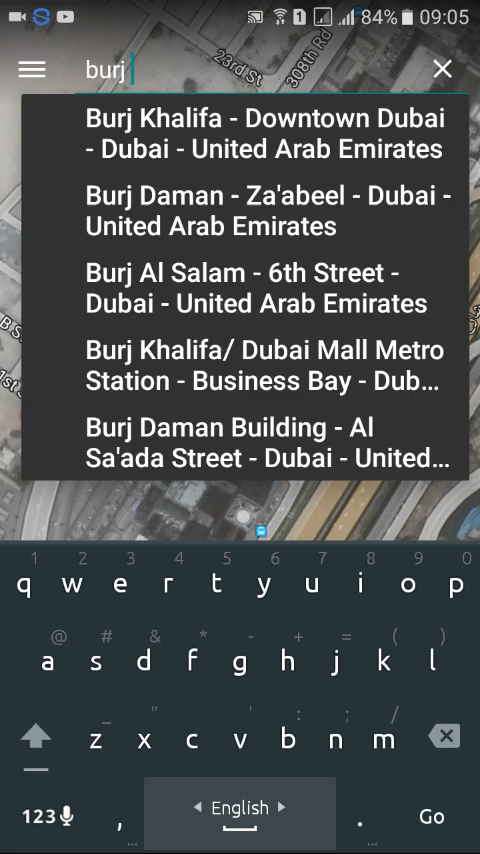 1 84% 09:05
23rd St
308th Rd
burj
Burj Khalifa - Downtown Dubai
- Dubai - United Arab Emirates
Burj Daman - Za'abeel - Dubai -
United Arab Emirates
Burj Al Salam - 6th Street -
Dubai - United Arab Emirates
Burj Khalifa/ Dubai Mall Metro
Station - Business Bay - Dub...
Burj Daman Building - Al
Sa'ada Street - Dubai - United...
B S
1st
1 2 3 4 5 6 7 8 9 0
q w e r t y u i o p
@ # & * - + = ( )
a s d f g h j k l
_ " ' : ; /
z x c v b n m
123 , English . Go
... ...